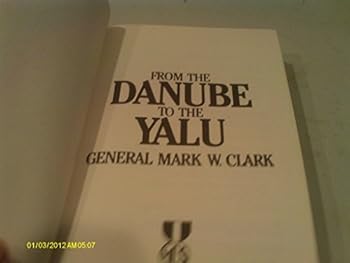 FROM THE
DANUBE
TO THE
YALU
GENERAL MARK W. CLARK
01/03/2012 AM 05:07